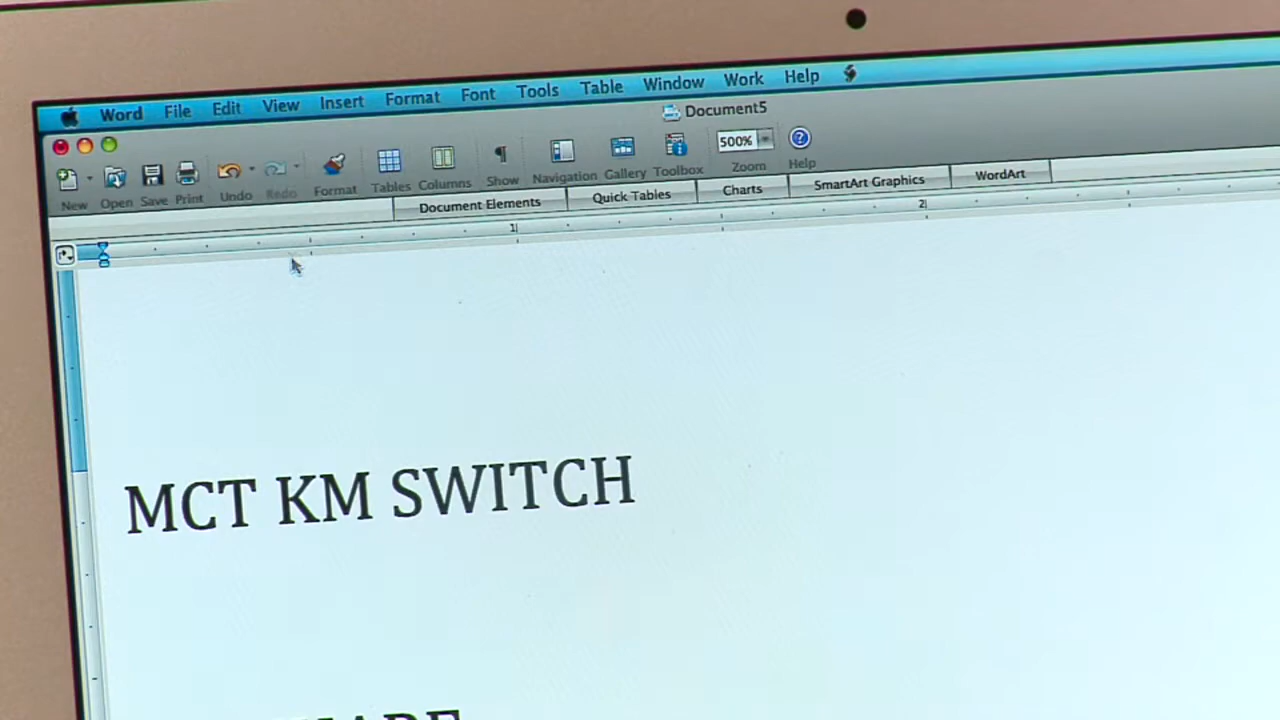 Word File Edit View Insert Format Font Tools Table Window Work Help
Document5
500%
New Open Save Print Undo Redo Format Tables Columns Show Navigation Gallery Toolbox Zoom Help
Document Elements Quick Tables Charts SmartArt Graphics WordArt
1 2
MCT KM SWITCH